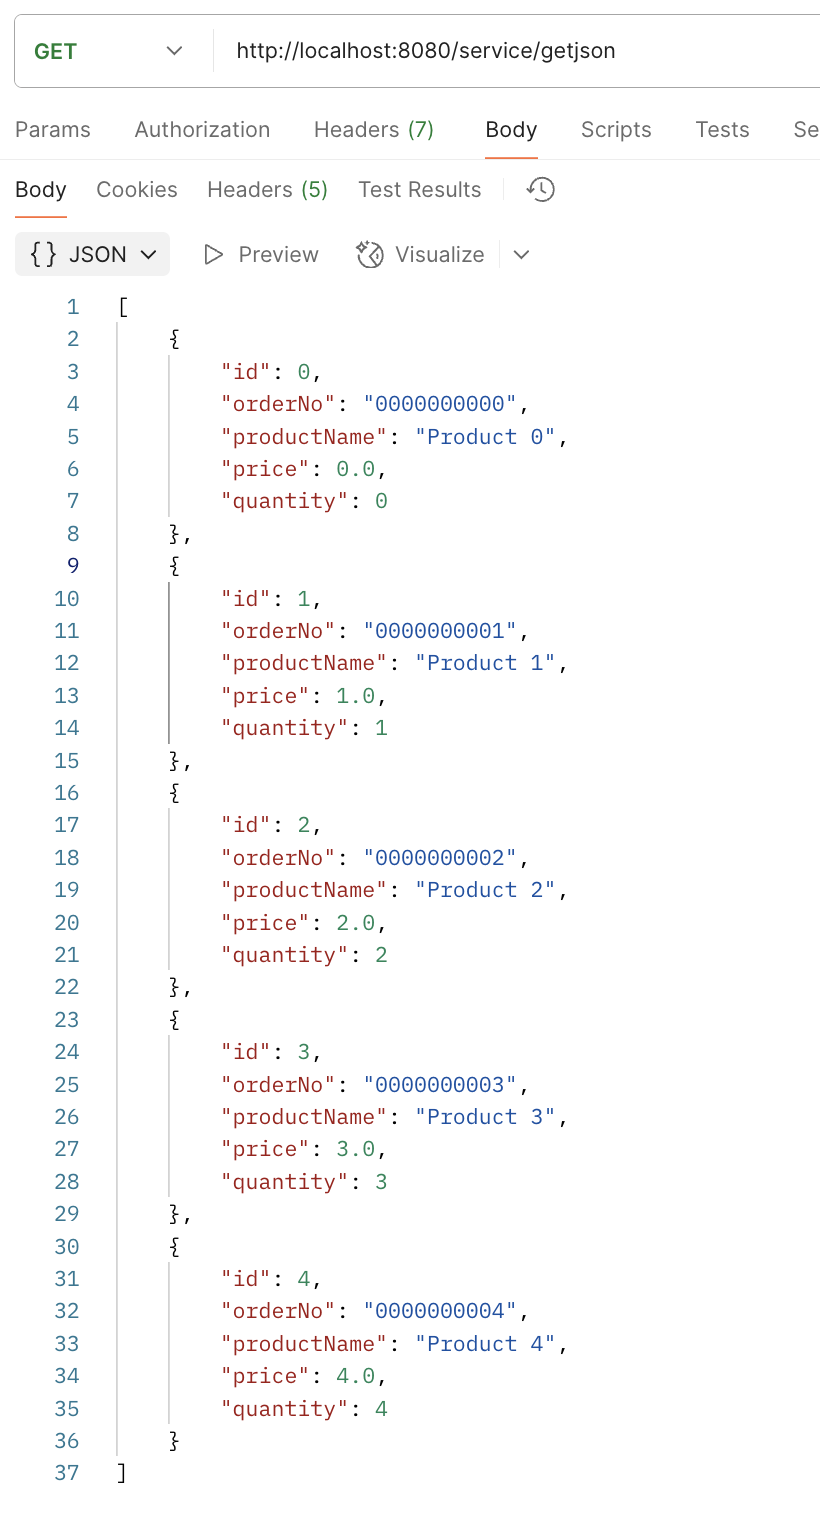 GET http://localhost:8080/service/getjson
Params Authorization Headers (7) Body Scripts Tests Se
Body Cookies Headers (5) Test Results
{} JSON Preview Visualize
1 [
2 {
3 "id": 0,
4 "orderNo": "0000000000",
5 "productName": "Product 0",
6 "price": 0.0,
7 "quantity": 0
8 },
9 {
10 "id": 1,
11 "orderNo": "0000000001",
12 "productName": "Product 1",
13 "price": 1.0,
14 "quantity": 1
15 },
16 {
17 "id": 2,
18 "orderNo": "0000000002",
19 "productName": "Product 2",
20 "price": 2.0,
21 "quantity": 2
22 },
23 {
24 "id": 3,
25 "orderNo": "0000000003",
26 "productName": "Product 3",
27 "price": 3.0,
28 "quantity": 3
29 },
30 {
31 "id": 4,
32 "orderNo": "0000000004",
33 "productName": "Product 4",
34 "price": 4.0,
35 "quantity": 4
36 }
37 ]